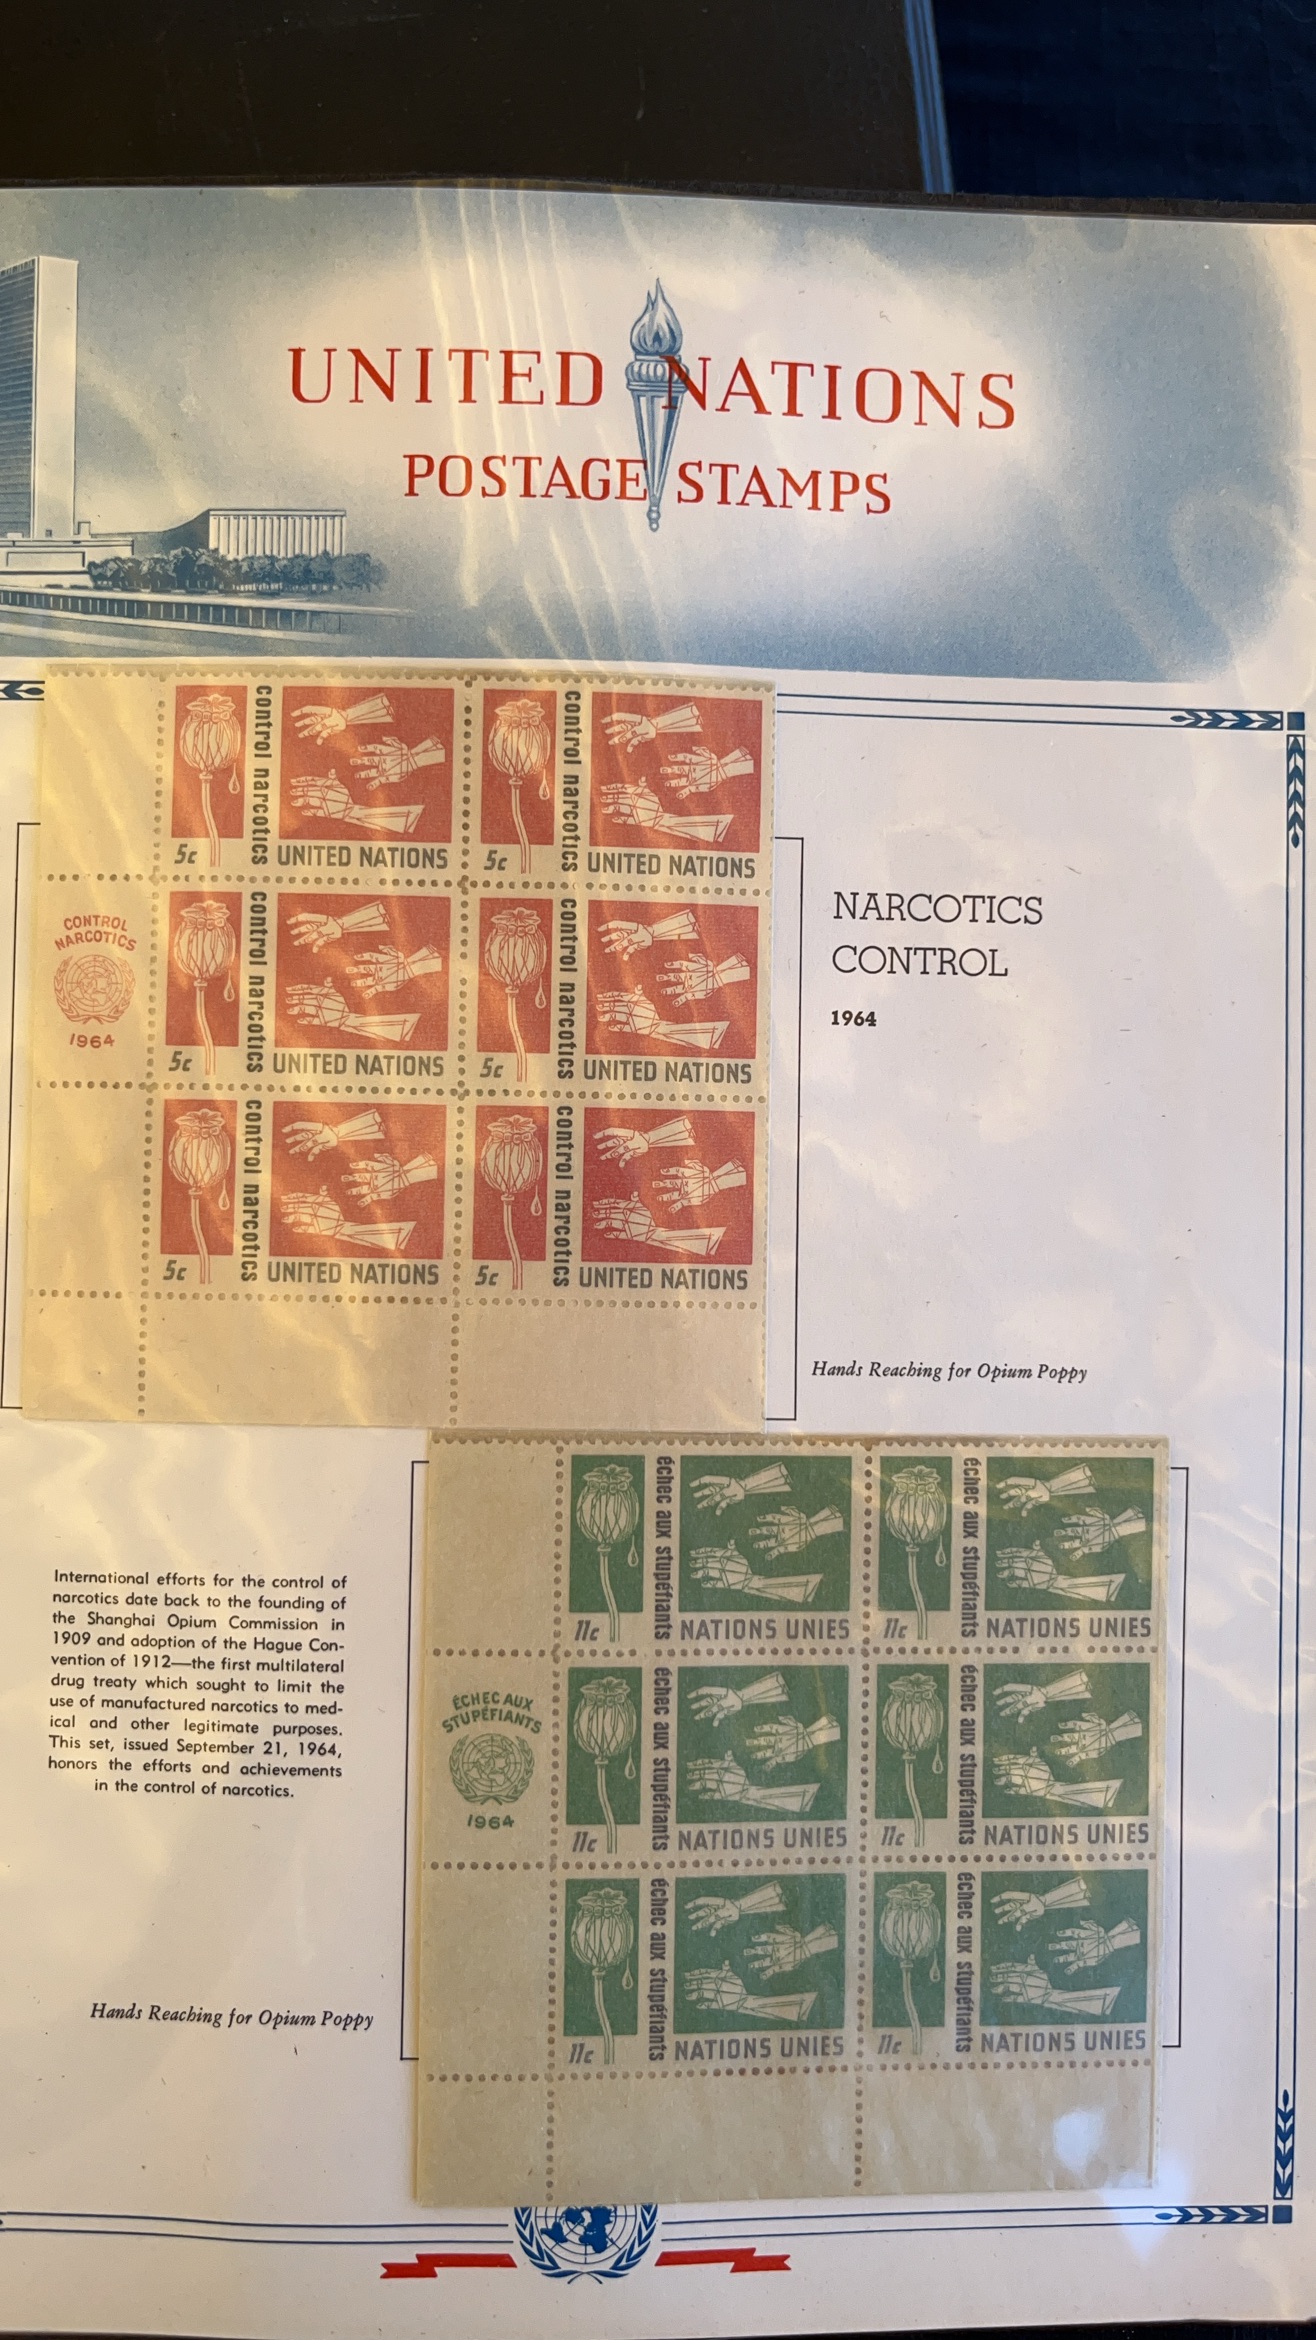 UNITED NATIONS
POSTAGE STAMPS
control narcotics
5c UNITED NATIONS
control narcotics
5c UNITED NATIONS
CONTROL
NARCOTICS
1964
control narcotics
5c UNITED NATIONS
control narcotics
5c UNITED NATIONS
control narcotics
5c UNITED NATIONS
control narcotics
5c UNITED NATIONS
NARCOTICS
CONTROL
1964
Hands Reaching for Opium Poppy
International efforts for the control of
narcotics date back to the founding of
the Shanghai Opium Commission in
1909 and adoption of the Hague Con-
vention of 1912—the first multilateral
drug treaty which sought to limit the
use of manufactured narcotics to med-
ical and other legitimate purposes.
This set, issued September 21, 1964,
honors the efforts and achievements
in the control of narcotics.
Hands Reaching for Opium Poppy
échec aux stupéfiants
11c NATIONS UNIES
échec aux stupéfiants
11c NATIONS UNIES
ÉCHEC AUX
STUPÉFIANTS
1964
échec aux stupéfiants
11c NATIONS UNIES
échec aux stupéfiants
11c NATIONS UNIES
échec aux stupéfiants
11c NATIONS UNIES
échec aux stupéfiants
11c NATIONS UNIES